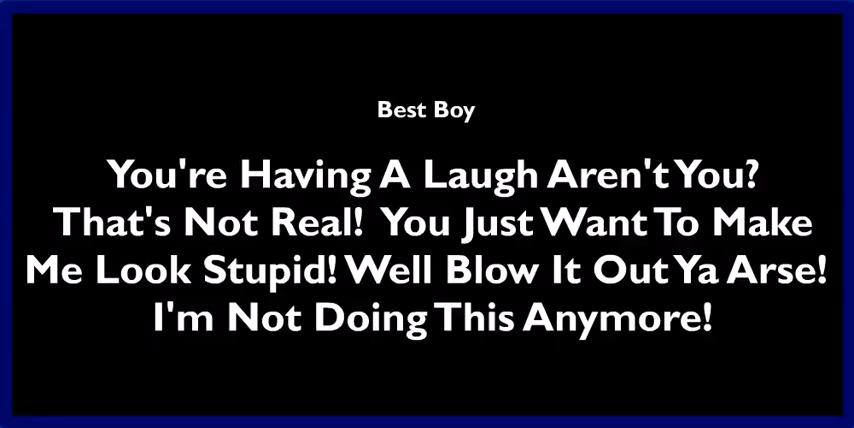 Best Boy
You're Having A Laugh Aren't You?
That's Not Real! You Just Want To Make
Me Look Stupid! Well Blow It Out Ya Arse!
I'm Not Doing This Anymore!